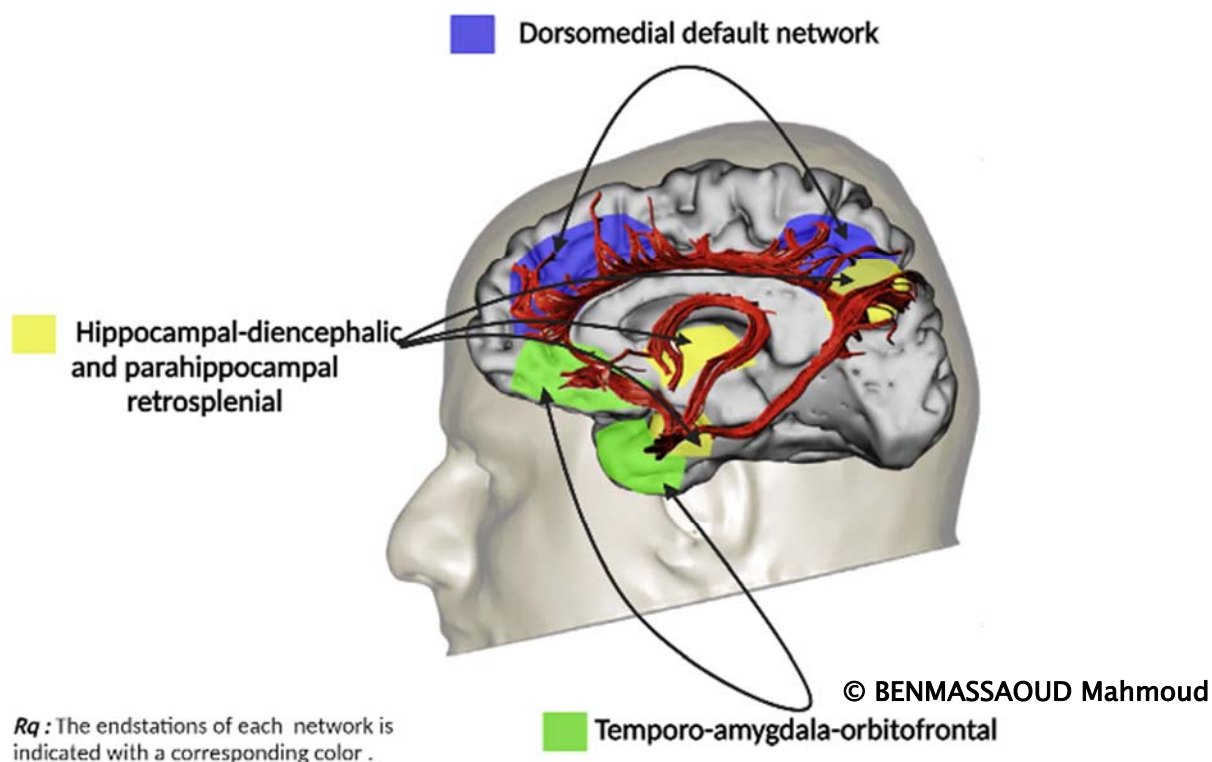 Dorsomedial default network
Hippocampal-diencephalic
and parahippocampal
retrosplenial
© BENMASSAOUD Mahmoud
Temporo-amygdala-orbitofrontal
Rq : The endstations of each network is
indicated with a corresponding color .